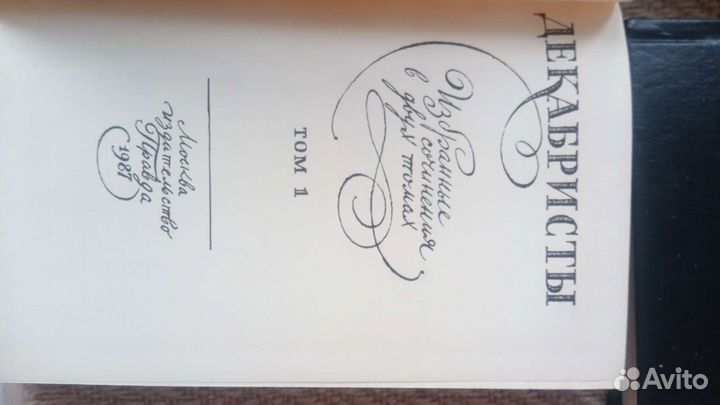 ДЕКАБРИСТЫ
Избранные
сочинения
в двух томах
ТОМ 1
Москва
издательство
Правда
1987
Avito